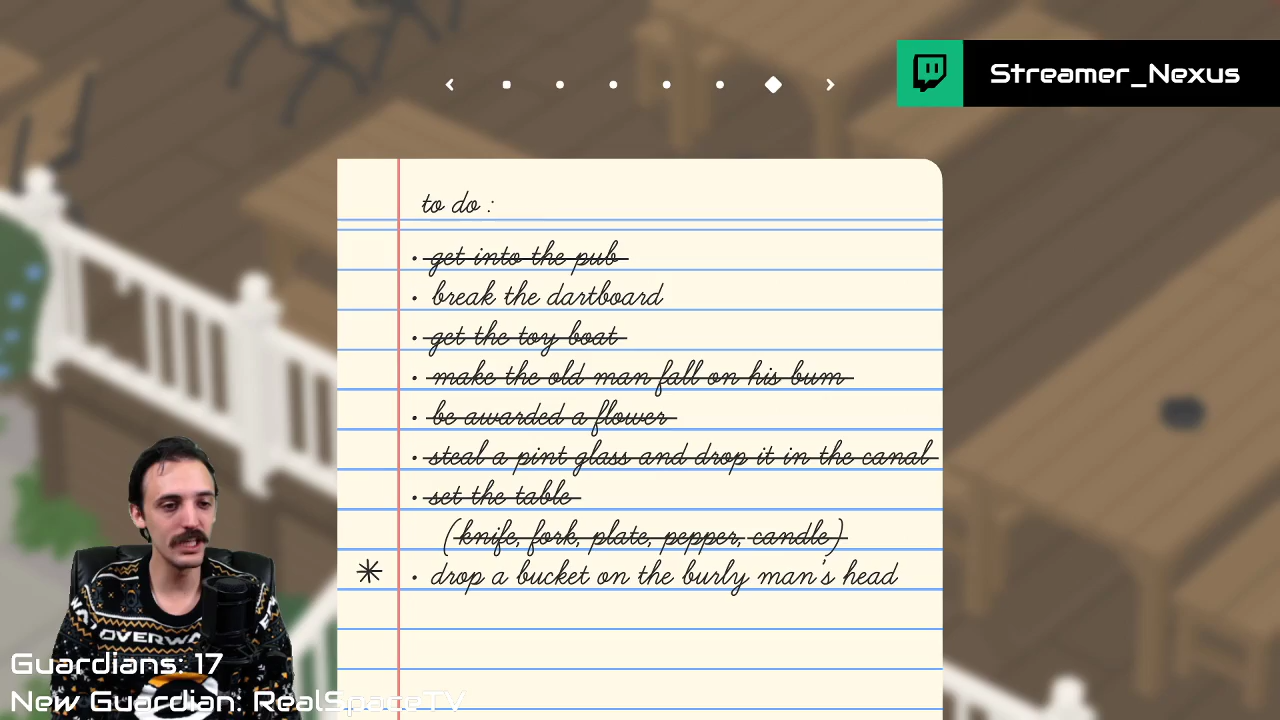 Streamer_Nexus
to do :
• get into the pub
• break the dartboard
• get the toy boat
• make the old man fall on his bum
• be awarded a flower
• steal a pint glass and drop it in the canal
• set the table
(knife, fork, plate, pepper, candle)
• drop a bucket on the burly man's head
OVERWA
Guardians: 17
New Guardian: RealSpaceTV